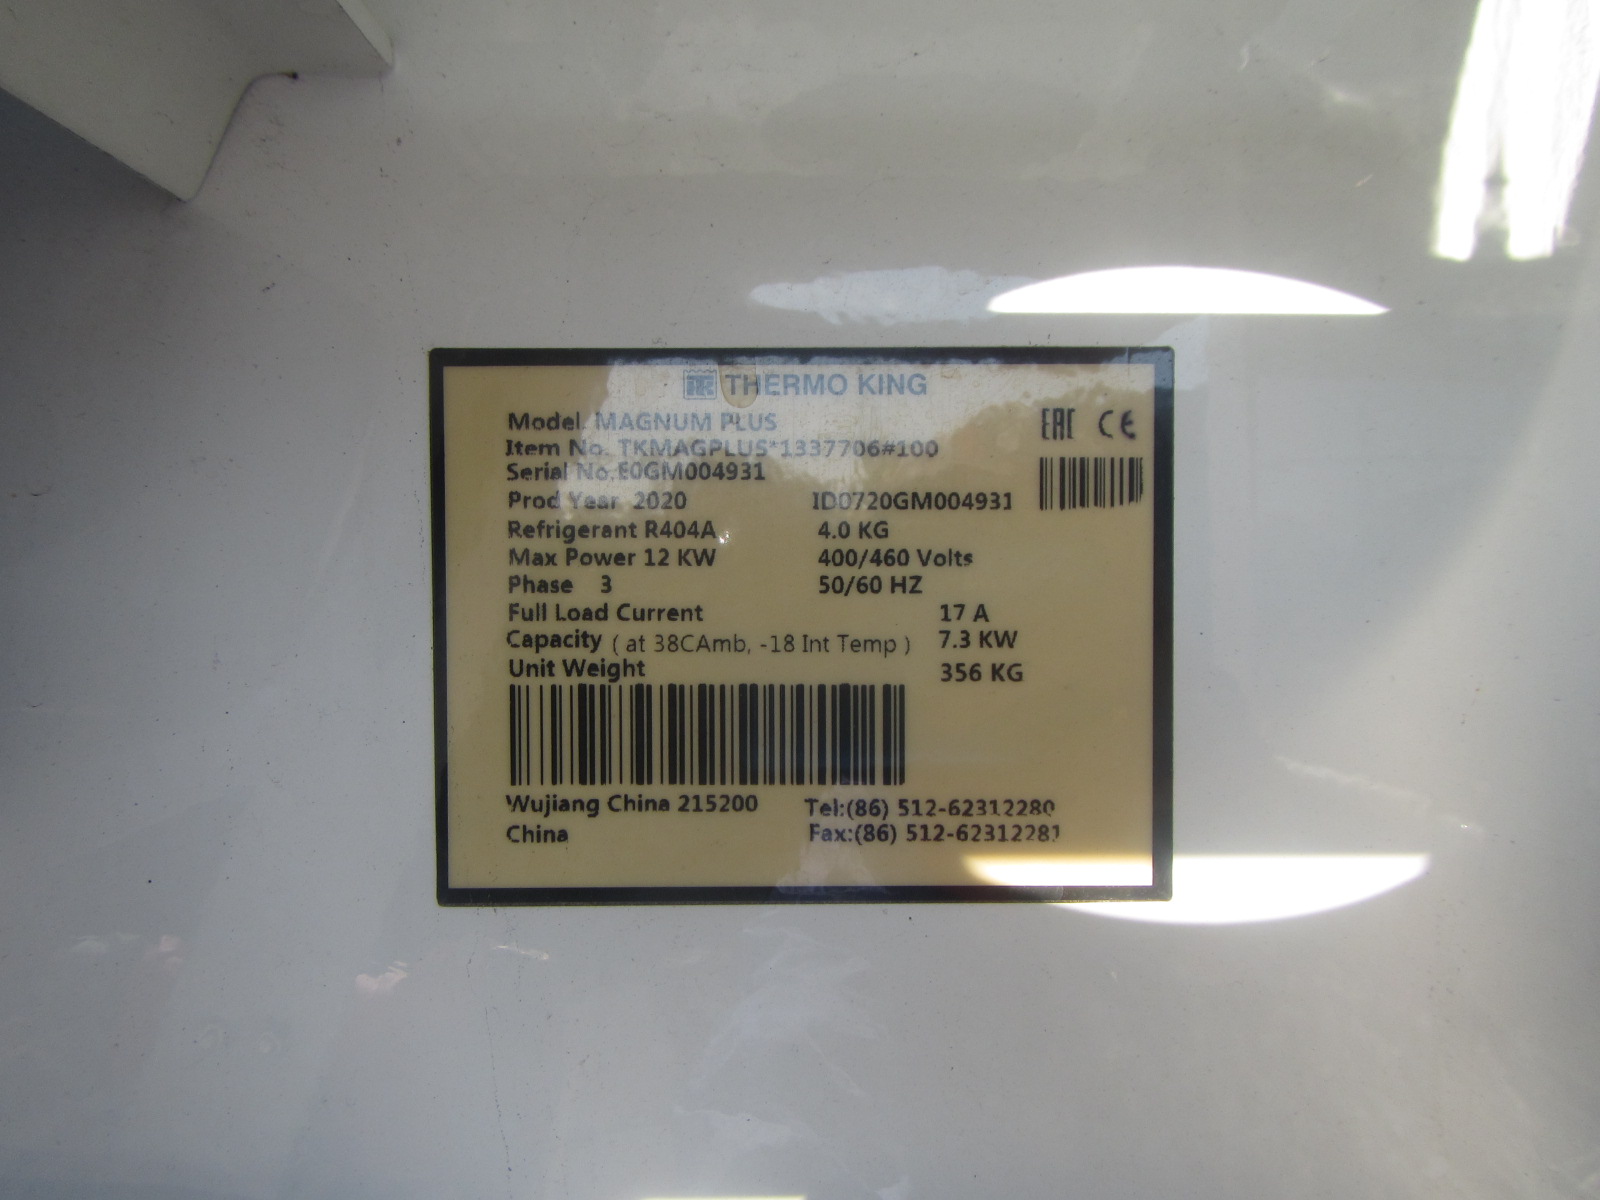 THERMO KING
Model. MAGNUM PLUS
EAC CE
Item No. TKMAGPLUS*1337706#100
Serial No.E0GM004931
Prod Year 2020 ID0720GM004931
Refrigerant R404A 4.0 KG
Max Power 12 KW 400/460 Volts
Phase 3 50/60 HZ
Full Load Current 17 A
Capacity ( at 38CAmb, -18 Int Temp ) 7.3 KW
Unit Weight 356 KG
Wujiang China 215200 Tel:(86) 512-62312280
China Fax:(86) 512-62312281